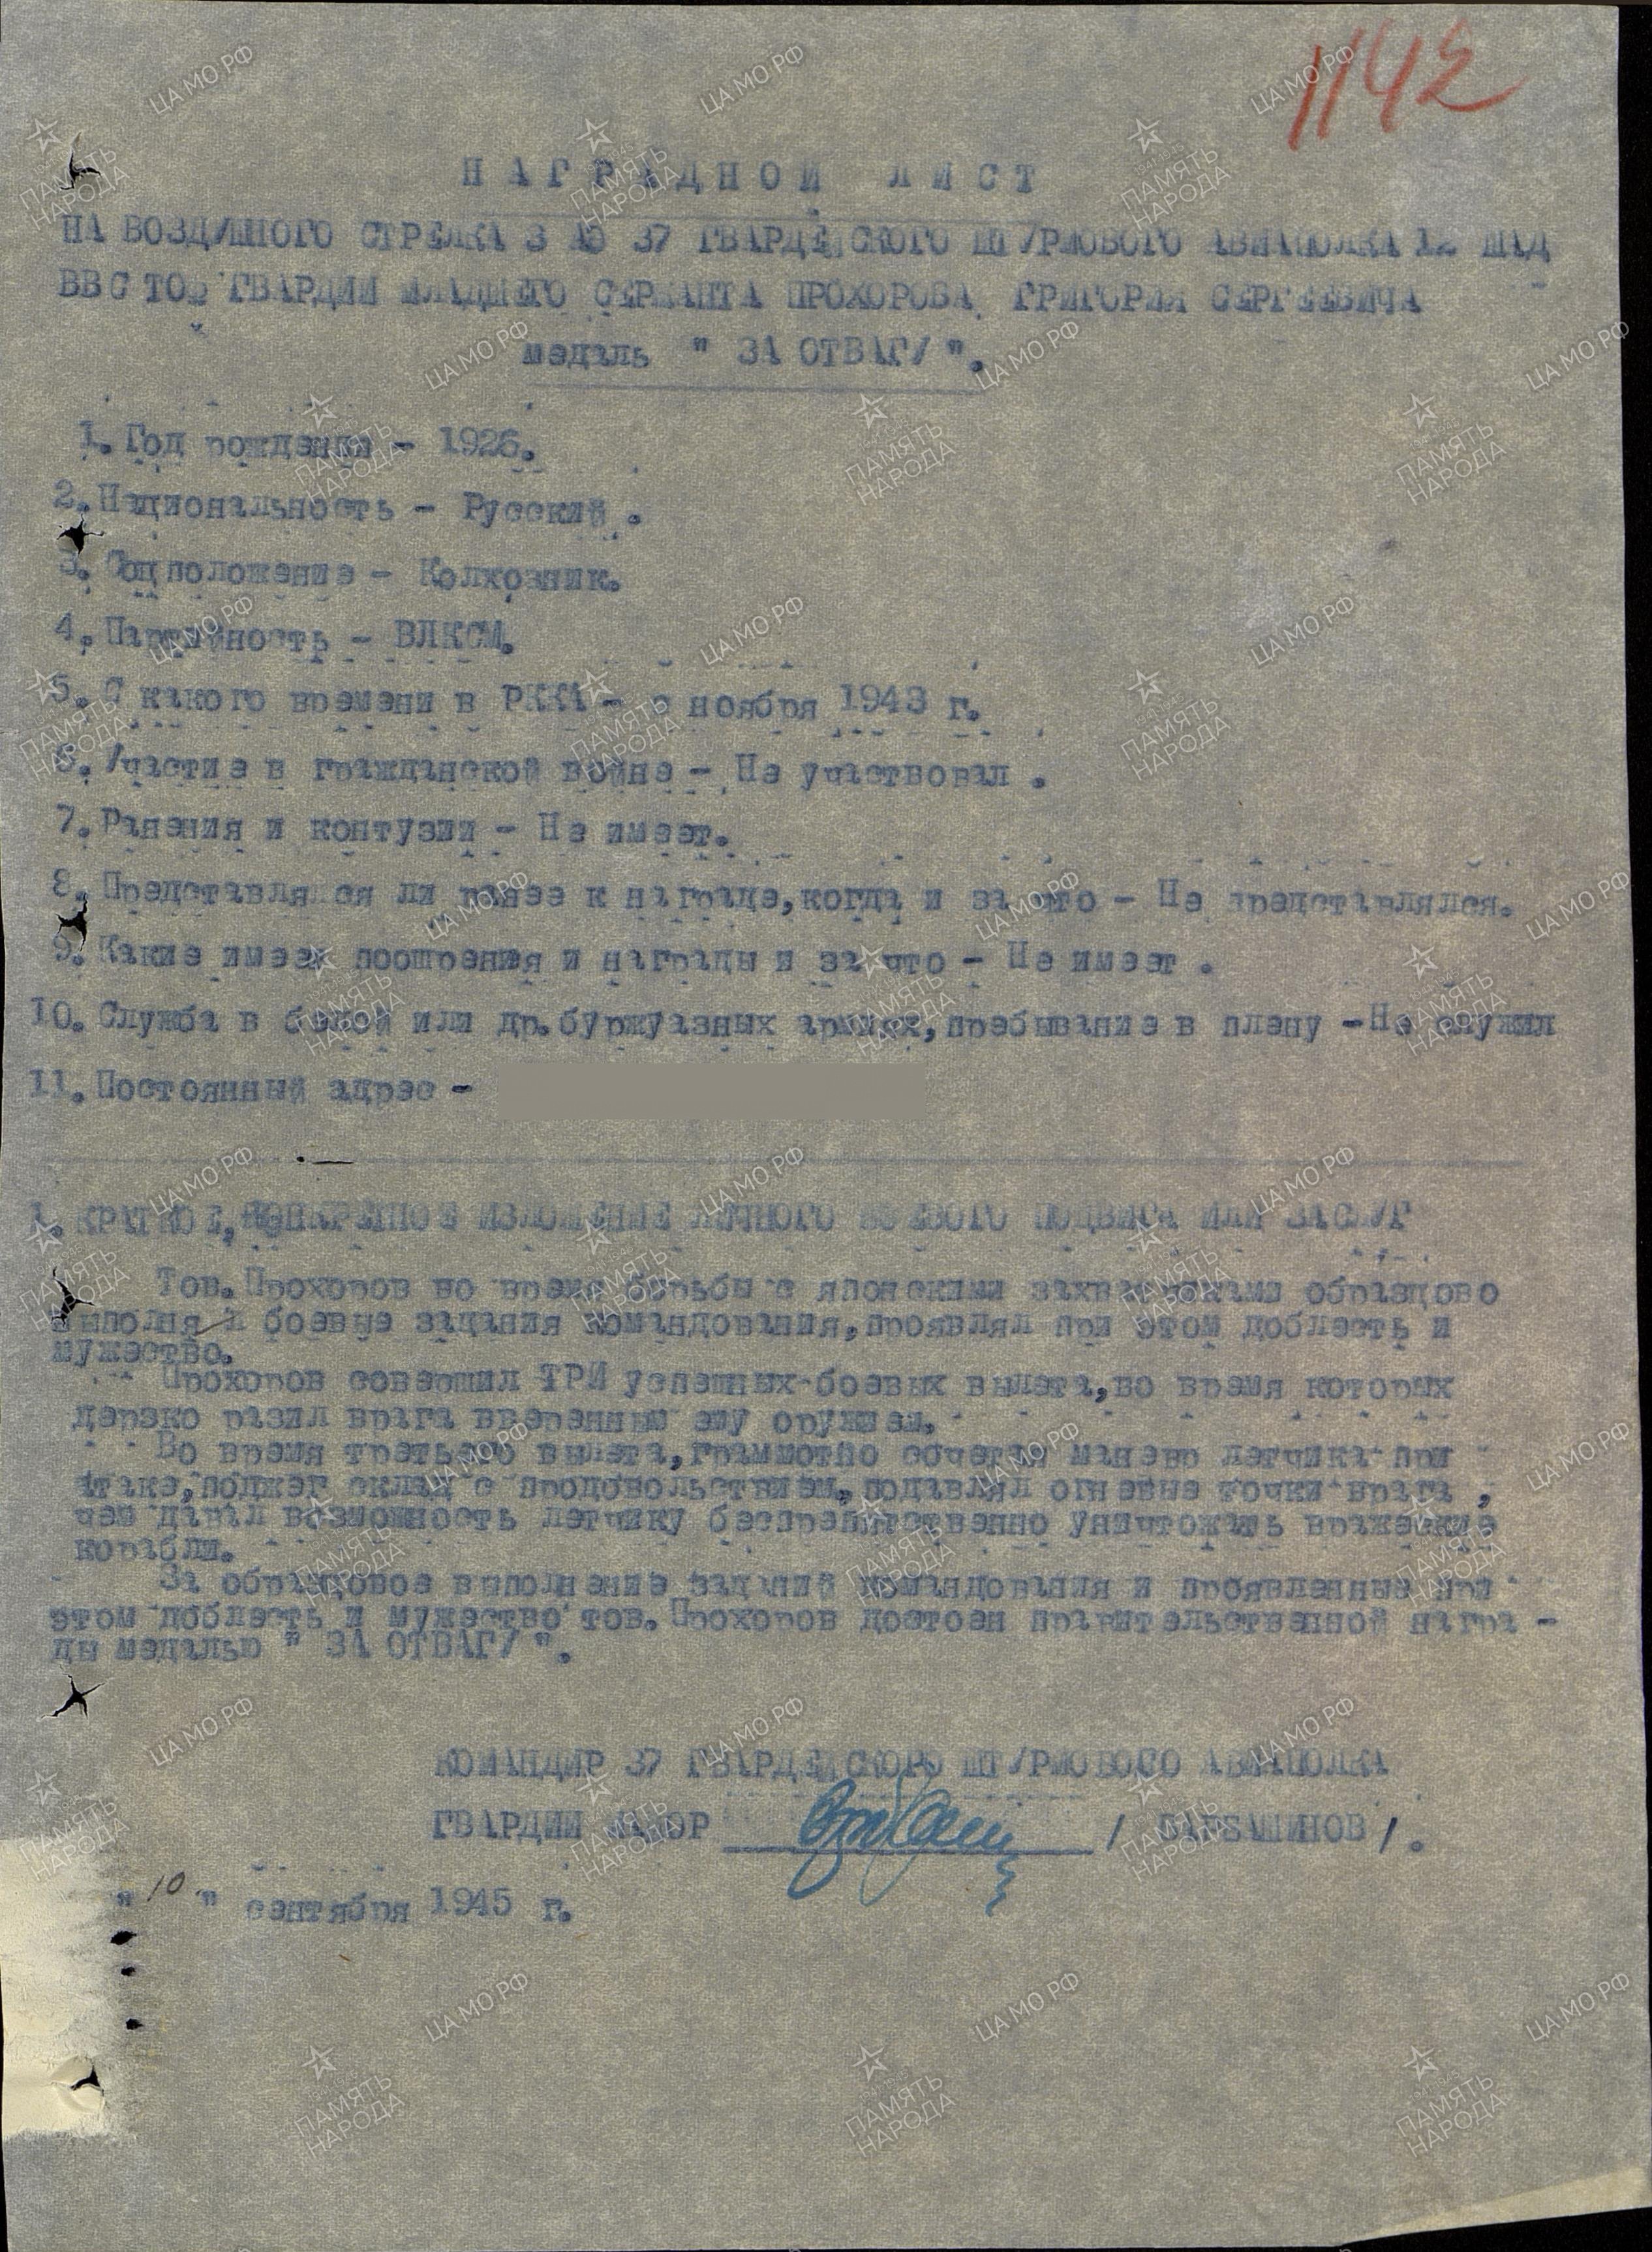 1142
НАГРАДНОЙ ЛИСТ
НА ВОЗДУШНОГО СТРЕЛКА 3 АЭ 37 ГВАРДЕЙСКОГО ШТУРМОВОГО АВИАПОЛКА 12 ШАД
ВВС ТОФ ГВАРДИИ МЛАДШЕГО СЕРЖАНТА ПРОХОРОВА ГРИГОРИЯ СЕРГЕЕВИЧА
медаль " ЗА ОТВАГУ ".
1. Год рождения - 1926.
2. Национальность - Русский .
3. Соцположение - Колхозник.
4. Партийность - ВЛКСМ.
5. С какого времени в РККА - с ноября 1943 г.
6. Участие в гражданской войне - Не участвовал .
7. Ранения и контузии - Не имеет.
8. Представлялся ли ранее к награде, когда и за что - Не представлялся.
9. Какие имеет поощрения и награды и за что - Не имеет .
10. Служба в белой или др. буржуазных армиях, пребывание в плену - Не служил
11. Постоянный адрес -
1. КРАТКОЕ, КОНКРЕТНОЕ ИЗЛОЖЕНИЕ ЛИЧНОГО БОЕВОГО ПОДВИГА ИЛИ ЗАСЛУГ
Тов. Прохоров во время борьбы с японскими захватчиками образцово
выполнял боевые задания командования, проявлял при этом доблесть и
мужество.
Прохоров совершил ТРИ успешных боевых вылета, во время которых
дерзко разил врага вверенным ему оружием.
Во время третьего вылета, граммотно сочетая маневр летчика при
атаке, поджег склад с продовольствием, подавлял огневые точки врага ,
чем давал возможность летчику беспрепятственно уничтожать вражеские
корабли.
За образцовое выполнение заданий командования и проявленные при
этом доблесть и мужество тов. Прохоров достоен правительственной награ -
ды медалью " ЗА ОТВАГУ ".
КОМАНДИР 37 ГВАРДЕЙСКОГО ШТУРМОВОГО АВИАПОЛКА
ГВАРДИИ МАЙОР / БАРБАШИНОВ / .
" 10 " сентября 1945 г.